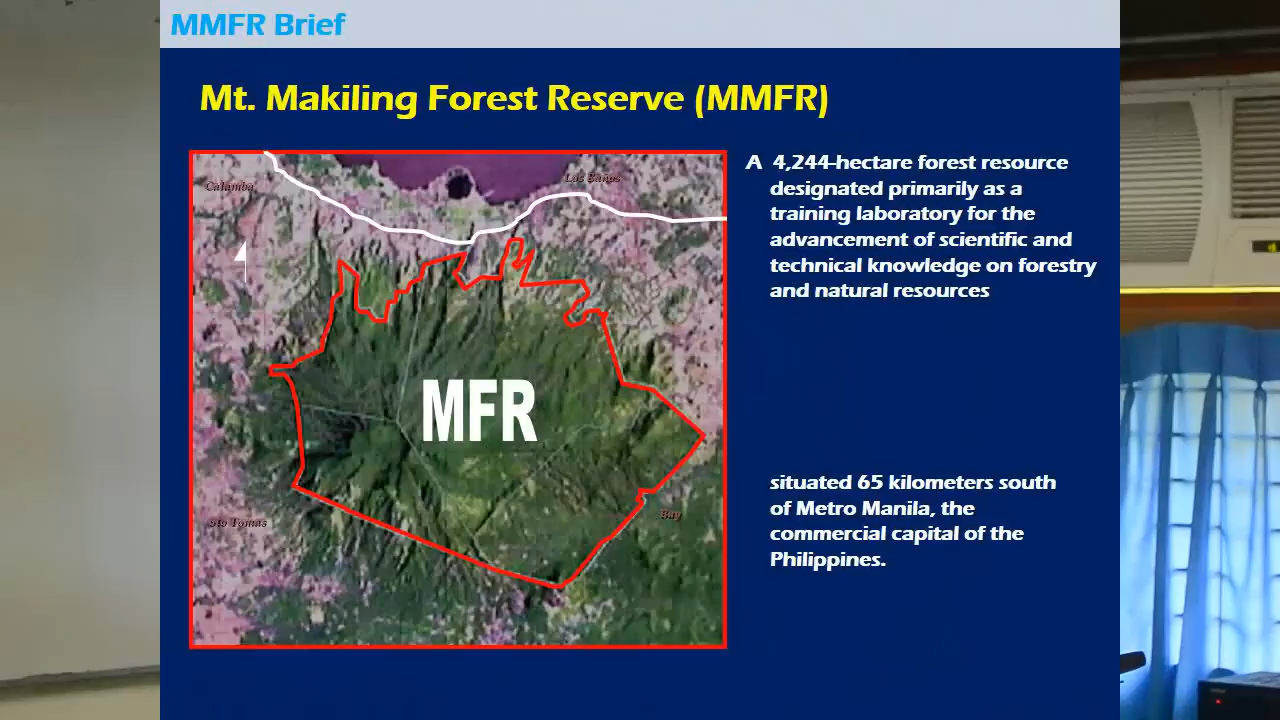 MMFR Brief
Mt. Makiling Forest Reserve (MMFR)
A 4,244-hectare forest resource
designated primarily as a
training laboratory for the
advancement of scientific and
technical knowledge on forestry
and natural resources
situated 65 kilometers south
of Metro Manila, the
commercial capital of the
Philippines.
Calamba
Los Baños
MFR
Sto Tomas
Bay